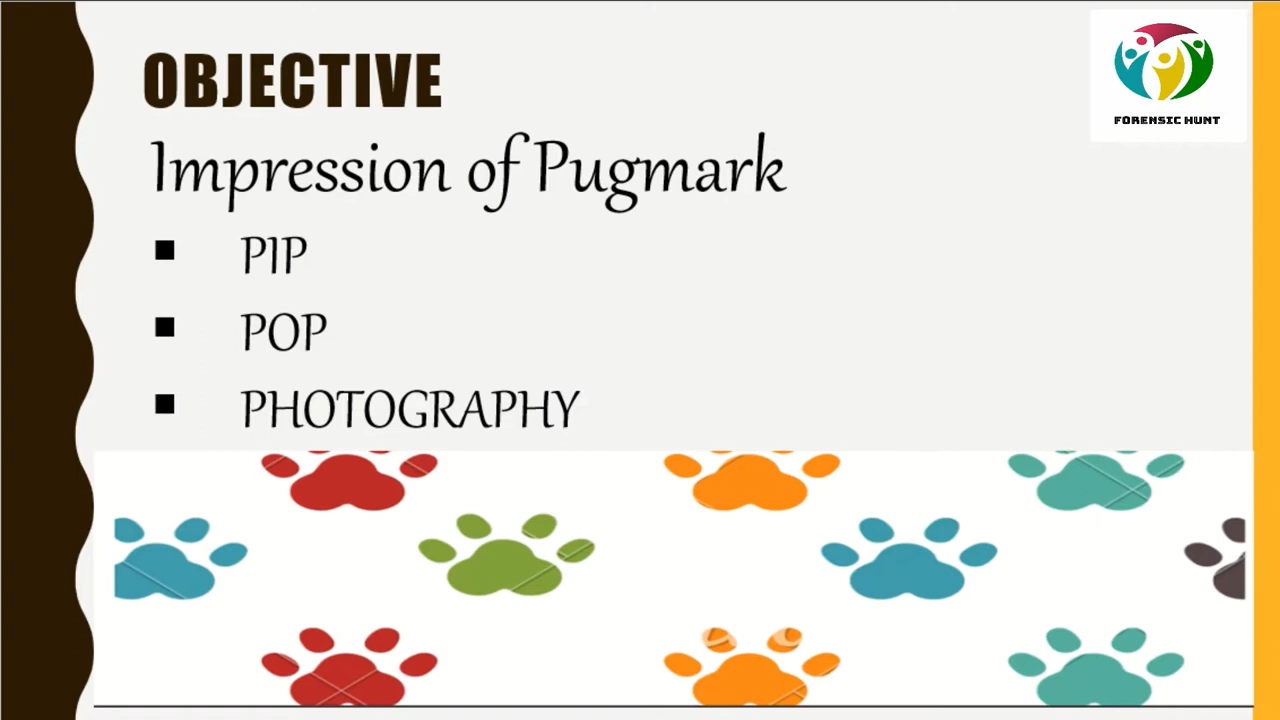 OBJECTIVE
FORENSIC HUNT
Impression of Pugmark
PIP
POP
PHOTOGRAPHY